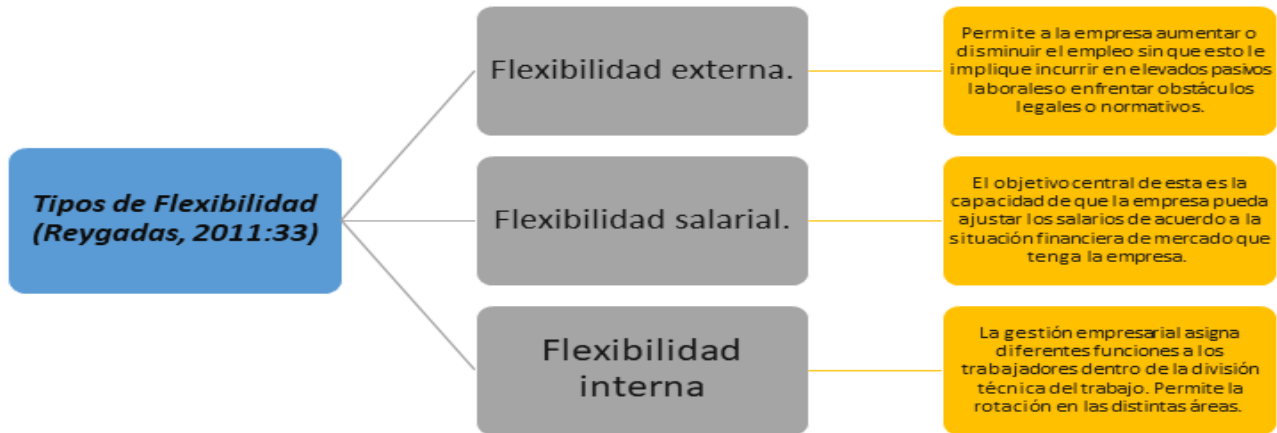 Tipos de Flexibilidad
(Reygadas, 2011:33)
Flexibilidad externa.
Permite a la empresa aumentar o
disminuir el empleo sin que esto le
implique incurrir en elevados pasivos
laborales o enfrentar obstáculos
legales o normativos.
Flexibilidad salarial.
El objetivo central de esta es la
capacidad de que la empresa pueda
ajustar los salarios de acuerdo a la
situación financiera de mercado que
tenga la empresa.
Flexibilidad
interna
La gestión empresarial asigna
diferentes funciones a los
trabajadores dentro de la división
técnica del trabajo. Permite la
rotación en las distintas áreas.